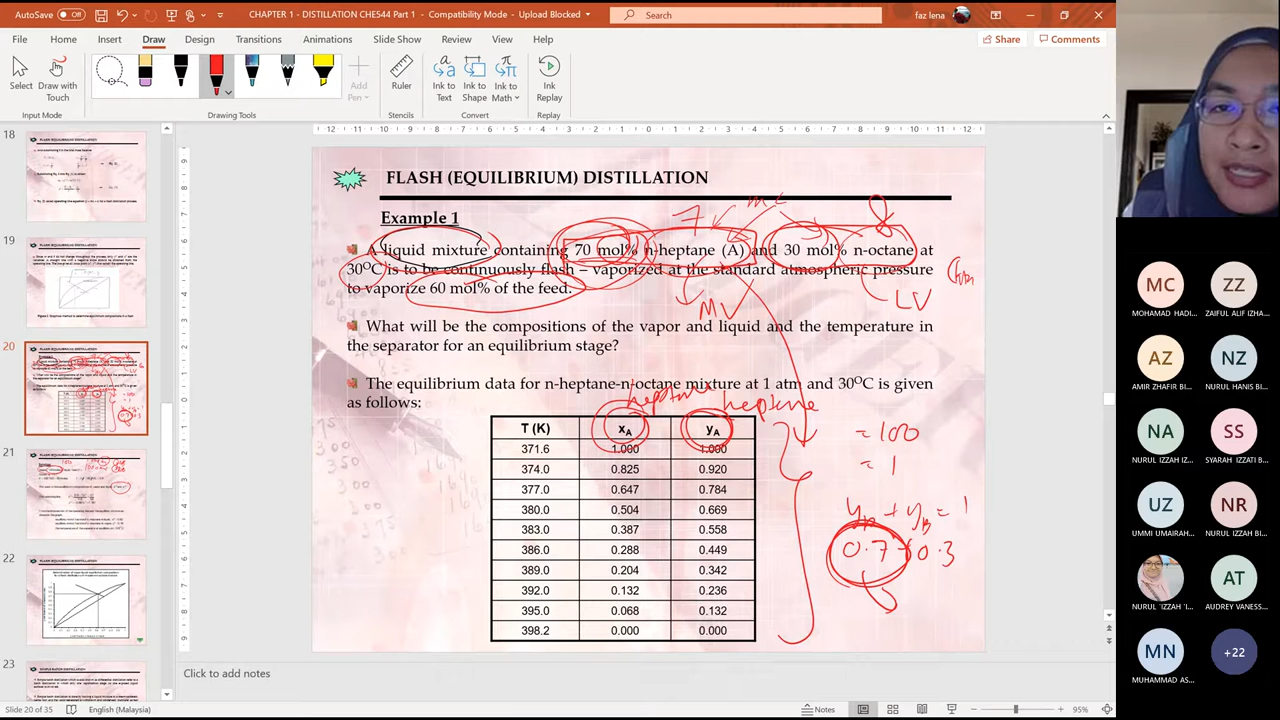 AutoSave Off
CHAPTER 1 - DISTILLATION CHE544 Part 1 - Compatibility Mode - Upload Blocked
Search
faz lena
File Home Insert Draw Design Transitions Animations Slide Show Review View Help
Share Comments
Select
Draw with Touch
Add Pen
Ruler
Ink to Text
Ink to Shape
Ink to Math
Ink Replay
Input Mode Drawing Tools Stencils Convert Replay
18
19
20
21
22
23
FLASH (EQUILIBRIUM) DISTILLATION
Example 1
7
8
A liquid mixture containing 70 mol% n-heptane (A) and 30 mol% n-octane at
30°C is to be continuously flash – vaporized at the standard atmospheric pressure
to vaporize 60 mol% of the feed.
MV
LV
What will be the compositions of the vapor and liquid and the temperature in
the separator for an equilibrium stage?
The equilibrium data for n-heptane-n-octane mixture at 1 atm and 30°C is given
as follows:
heptane heptane
T (K) xA yA
371.6 1.000 1.000
374.0 0.825 0.920
377.0 0.647 0.784
380.0 0.504 0.669
383.0 0.387 0.558
386.0 0.288 0.449
389.0 0.204 0.342
392.0 0.132 0.236
395.0 0.068 0.132
398.2 0.000 0.000
= 100
= 1
yA + yB = 1
0.7 + 0.3
Click to add notes
Slide 20 of 35 English (Malaysia) Notes 95%
MC
MOHAMAD HADI...
ZZ
ZAIFUL ALIF IZHA...
AZ
AMIR ZHAFIR BI...
NZ
NURUL HANIS BI...
NA
NURUL IZZAH IZ...
SS
SYARAH IZZATI B...
UZ
UMMI UMAIRAH...
NR
NURUL IZZAH BI...
NURUL 'IZZAH 'I...
AT
AUDREY VANESS...
MN
MUHAMMAD AS...
+22